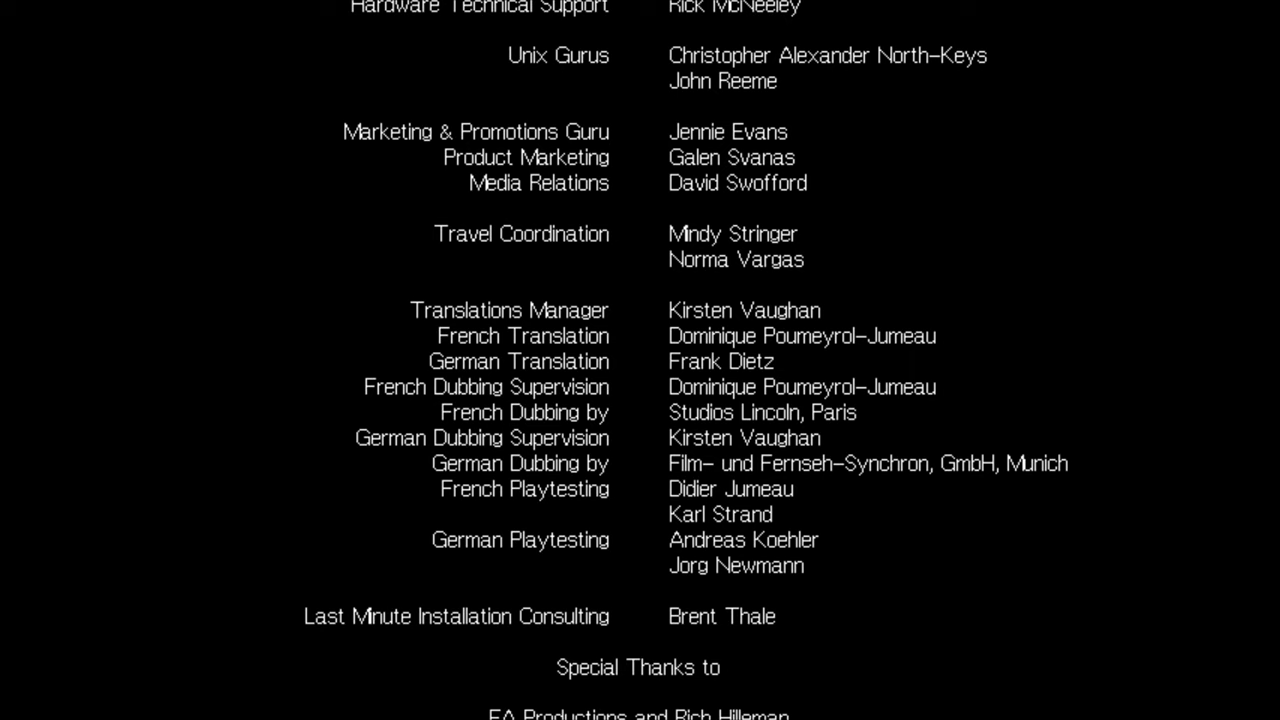 Hardware Technical Support Rick McNeeley
Unix Gurus Christopher Alexander North-Keys
John Reeme
Marketing & Promotions Guru Jennie Evans
Product Marketing Galen Svanas
Media Relations David Swofford
Travel Coordination Mindy Stringer
Norma Vargas
Translations Manager Kirsten Vaughan
French Translation Dominique Poumeyrol-Jumeau
German Translation Frank Dietz
French Dubbing Supervision Dominique Poumeyrol-Jumeau
French Dubbing by Studios Lincoln, Paris
German Dubbing Supervision Kirsten Vaughan
German Dubbing by Film- und Fernseh-Synchron, GmbH, Munich
French Playtesting Didier Jumeau
Karl Strand
German Playtesting Andreas Koehler
Jorg Newmann
Last Minute Installation Consulting Brent Thale
Special Thanks to
EA Productions and Rich Hilleman